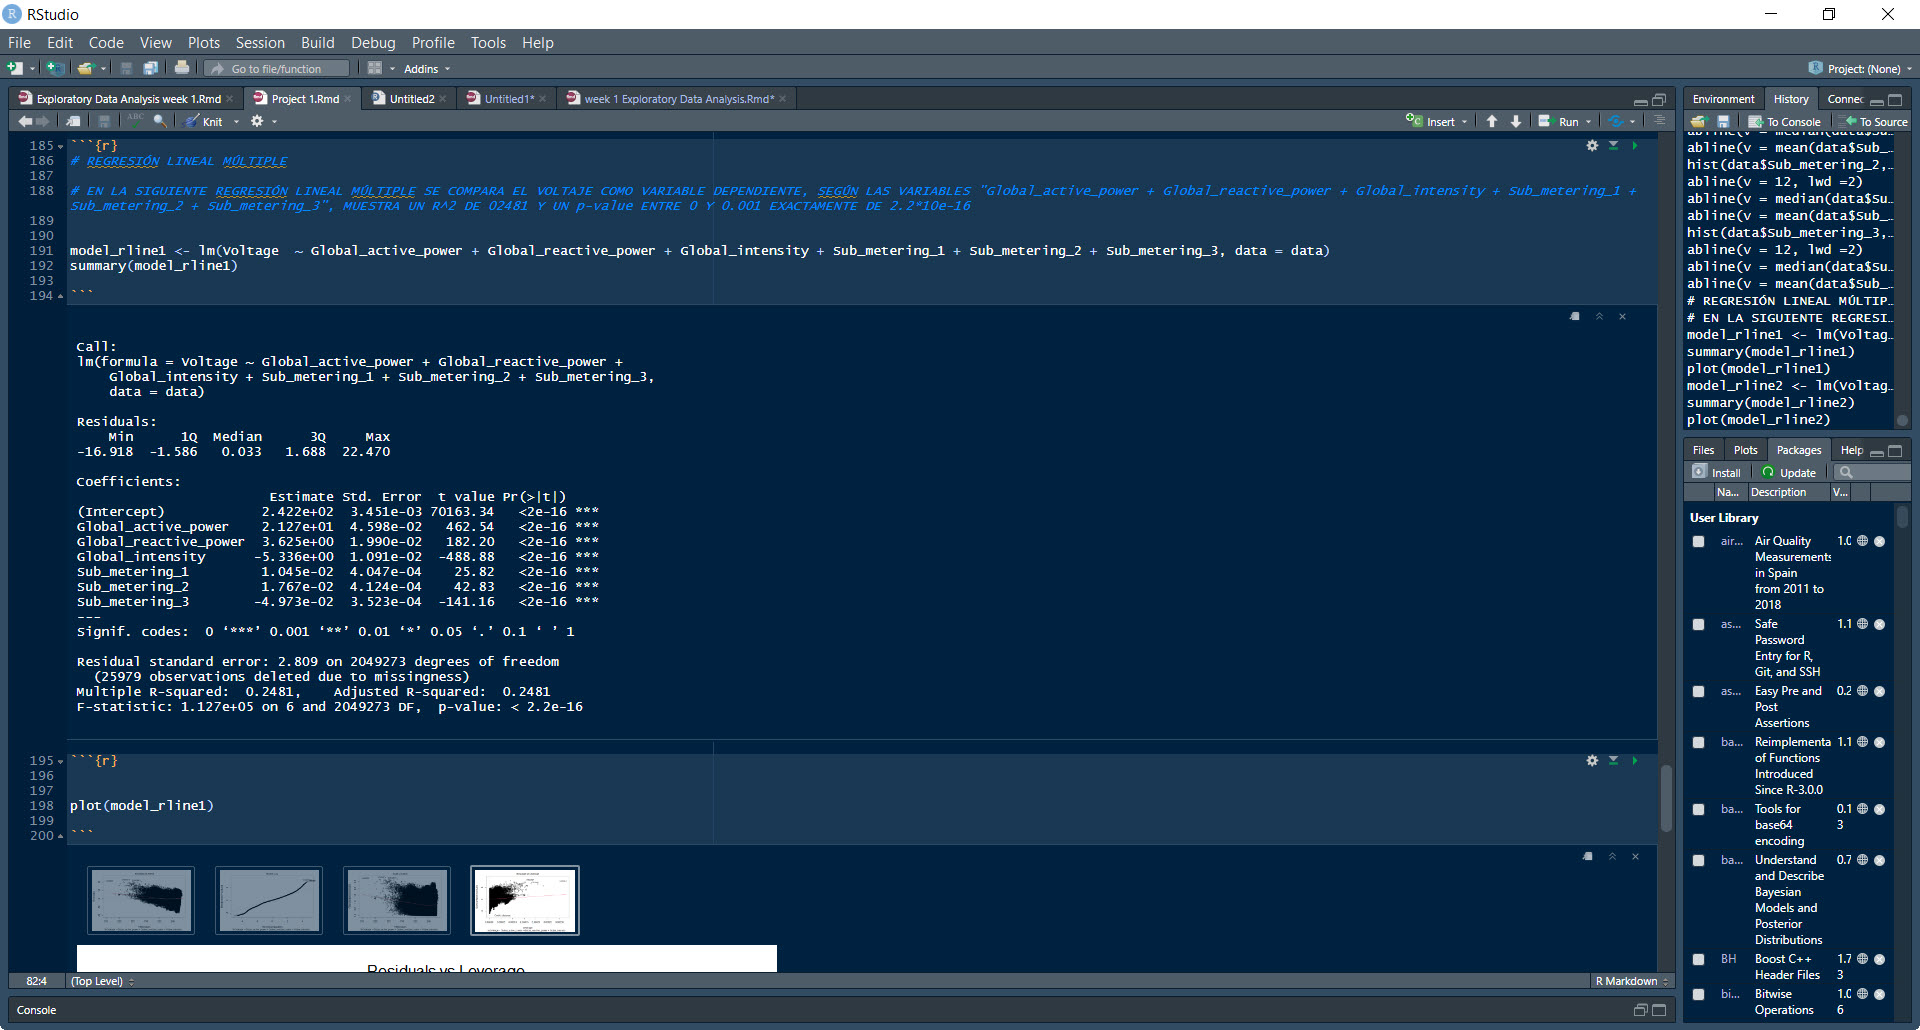 RStudio
File Edit Code View Plots Session Build Debug Profile Tools Help
Go to file/function Addins Project: (None)
Exploratory Data Analysis week 1.Rmd Project 1.Rmd Untitled2 Untitled1* week 1 Exploratory Data Analysis.Rmd*
ABC Knit Insert Run
185 ```{r}
186 # REGRESIÓN LINEAL MÚLTIPLE
187
188 # EN LA SIGUIENTE REGRESIÓN LINEAL MÚLTIPLE SE COMPARA EL VOLTAJE COMO VARIABLE DEPENDIENTE, SEGÚN LAS VARIABLES "Global_active_power + Global_reactive_power + Global_intensity + Sub_metering_1 +
Sub_metering_2 + Sub_metering_3", MUESTRA UN R^2 DE 02481 Y UN p-value ENTRE 0 Y 0.001 EXACTAMENTE DE 2.2*10e-16
189
190
191 model_rline1 <- lm(Voltage ~ Global_active_power + Global_reactive_power + Global_intensity + Sub_metering_1 + Sub_metering_2 + Sub_metering_3, data = data)
192 summary(model_rline1)
193
194 ```
Call:
lm(formula = Voltage ~ Global_active_power + Global_reactive_power +
Global_intensity + Sub_metering_1 + Sub_metering_2 + Sub_metering_3,
data = data)
Residuals:
Min 1Q Median 3Q Max
-16.918 -1.586 0.033 1.688 22.470
Coefficients:
Estimate Std. Error t value Pr(>|t|)
(Intercept) 2.422e+02 3.451e-03 70163.34 <2e-16 ***
Global_active_power 2.127e+01 4.598e-02 462.54 <2e-16 ***
Global_reactive_power 3.625e+00 1.990e-02 182.20 <2e-16 ***
Global_intensity -5.336e+00 1.091e-02 -488.88 <2e-16 ***
Sub_metering_1 1.045e-02 4.047e-04 25.82 <2e-16 ***
Sub_metering_2 1.767e-02 4.124e-04 42.83 <2e-16 ***
Sub_metering_3 -4.973e-02 3.523e-04 -141.16 <2e-16 ***
---
Signif. codes: 0 ‘***’ 0.001 ‘**’ 0.01 ‘*’ 0.05 ‘.’ 0.1 ‘ ’ 1
Residual standard error: 2.809 on 2049273 degrees of freedom
(25979 observations deleted due to missingness)
Multiple R-squared: 0.2481, Adjusted R-squared: 0.2481
F-statistic: 1.127e+05 on 6 and 2049273 DF, p-value: < 2.2e-16
195 ```{r}
196
197
198 plot(model_rline1)
199
200 ```
Residuals vs Leverage
82:4 (Top Level) R Markdown
Console
Environment History Connec
To Console To Source
abline(v = median(data$Su...
abline(v = mean(data$Sub_...
hist(data$Sub_metering_2,...
abline(v = 12, lwd =2)
abline(v = median(data$Su...
abline(v = mean(data$Sub_...
hist(data$Sub_metering_3,...
abline(v = 12, lwd =2)
abline(v = median(data$Su...
abline(v = mean(data$Sub_...
# REGRESIÓN LINEAL MÚLTIP...
# EN LA SIGUIENTE REGRESI...
model_rline1 <- lm(Voltag...
summary(model_rline1)
plot(model_rline1)
model_rline2 <- lm(Voltag...
summary(model_rline2)
plot(model_rline2)
Files Plots Packages Help
Install Update
Na... Description V...
User Library
air... Air Quality 1.0
Measurements
in Spain
from 2011 to
2018
as... Safe 1.1
Password
Entry for R,
Git, and SSH
as... Easy Pre and 0.2
Post
Assertions
ba... Reimplementa 1.1
of Functions
Introduced
Since R-3.0.0
ba... Tools for 0.1
base64 3
encoding
ba... Understand 0.7
and Describe
Bayesian
Models and
Posterior
Distributions
BH Boost C++ 1.7
Header Files 3
bi... Bitwise 1.0
Operations 6